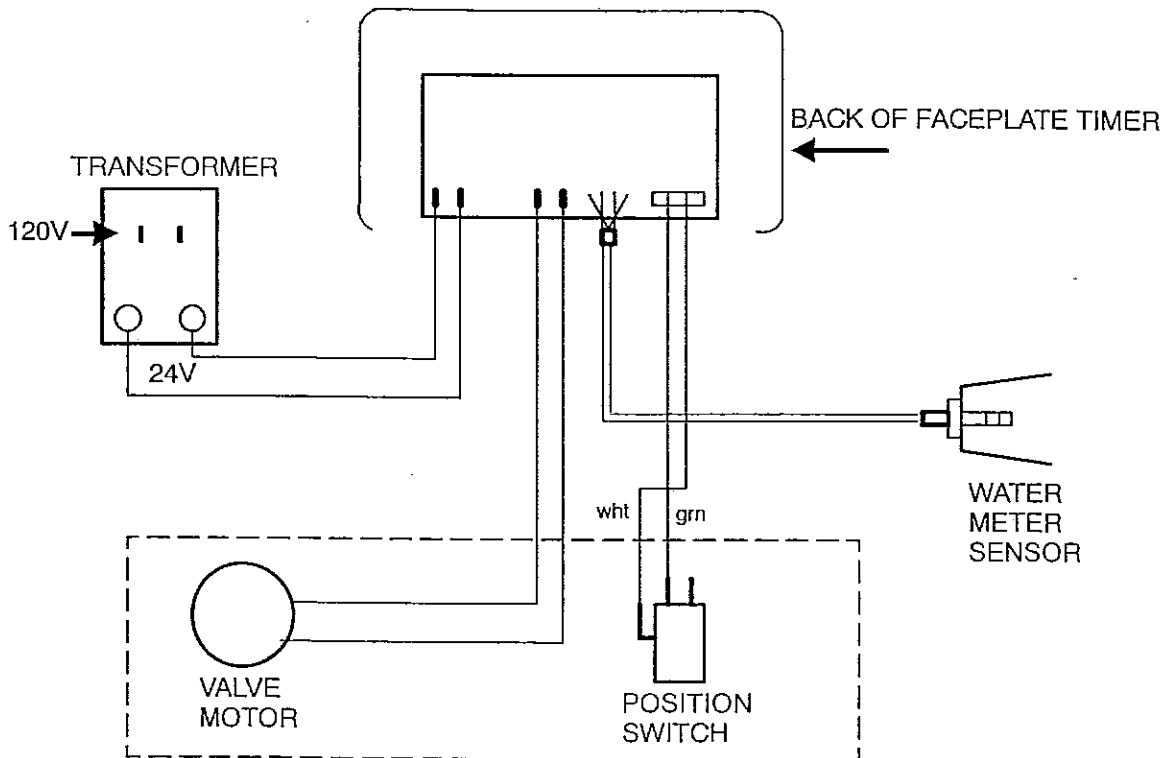 BACK OF FACEPLATE TIMER
TRANSFORMER
120V
24V
wht
grn
WATER
METER
SENSOR
VALVE
MOTOR
POSITION
SWITCH